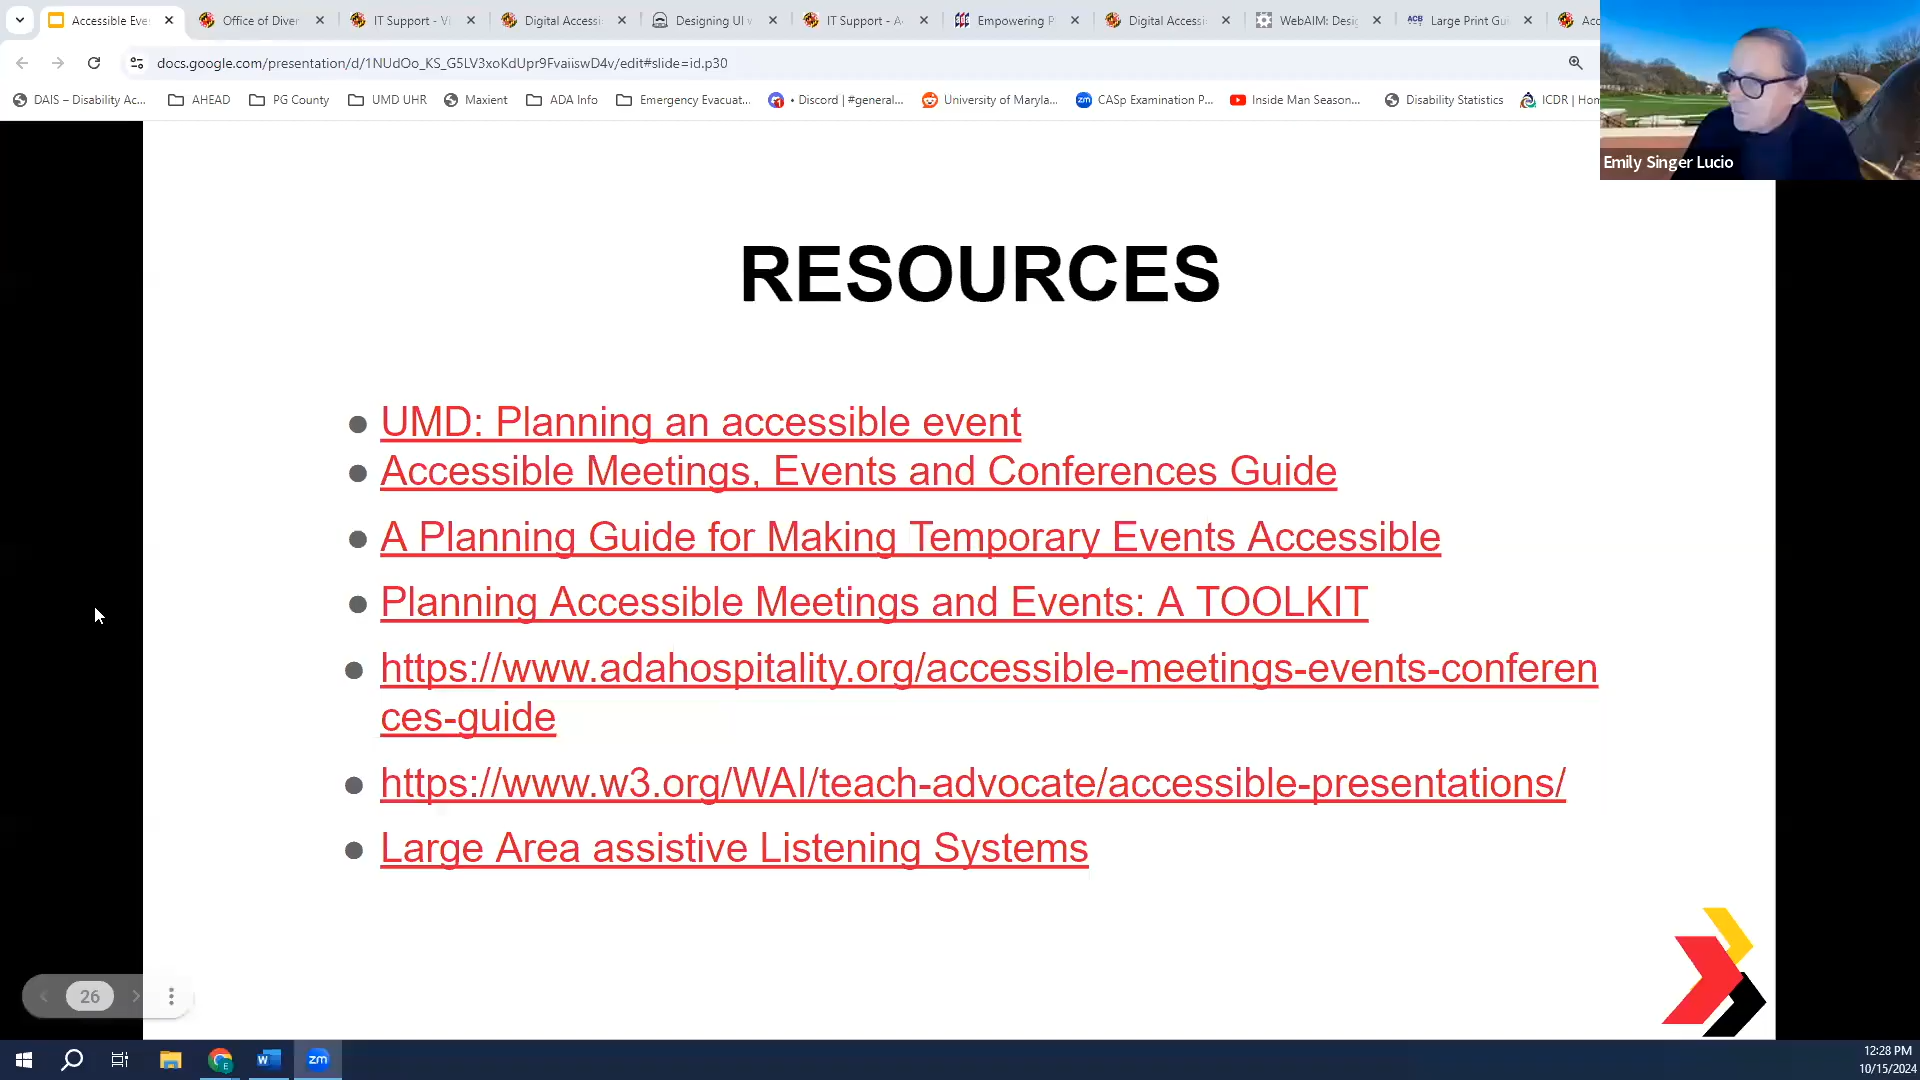 Accessible Eve
Office of Diver
IT Support - Vi
Digital Accessi
Designing UI w
IT Support - A
Empowering P
Digital Accessi
WebAIM: Desig
Large Print Gui
Acc
docs.google.com/presentation/d/1NUdOo_KS_G5LV3xoKdUpr9FvaiiswD4v/edit#slide=id.p30
DAIS – Disability Ac...
AHEAD
PG County
UMD UHR
Maxient
ADA Info
Emergency Evacuat...
• Discord | #general...
University of Maryla...
CASp Examination P...
Inside Man Season...
Disability Statistics
ICDR | Hom
Emily Singer Lucio
RESOURCES
UMD: Planning an accessible event
Accessible Meetings, Events and Conferences Guide
A Planning Guide for Making Temporary Events Accessible
Planning Accessible Meetings and Events: A TOOLKIT
https://www.adahospitality.org/accessible-meetings-events-conferen
ces-guide
https://www.w3.org/WAI/teach-advocate/accessible-presentations/
Large Area assistive Listening Systems
26
12:28 PM
10/15/2024